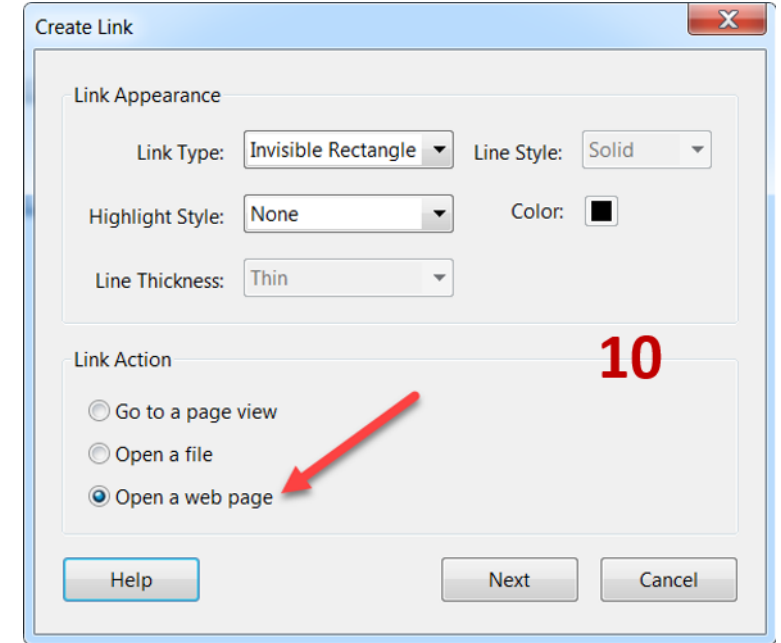 Create Link
X
Link Appearance
Link Type: Invisible Rectangle Line Style: Solid
Highlight Style: None Color:
Line Thickness: Thin
Link Action
10
Go to a page view
Open a file
Open a web page
Help Next Cancel